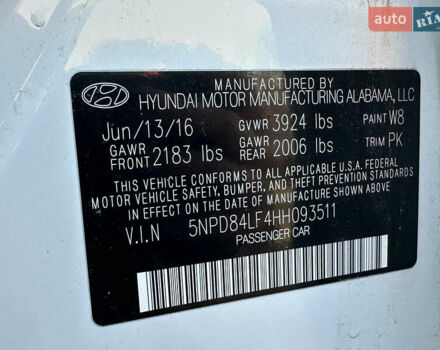 auto RIA
MANUFACTURED BY
HYUNDAI MOTOR MANUFACTURING ALABAMA, LLC
Jun/13/16 GVWR 3924 lbs PAINT W8
GAWR FRONT 2183 lbs GAWR REAR 2006 lbs TRIM PK
THIS VEHICLE CONFORMS TO ALL APPLICABLE U.S.A FEDERAL
MOTOR VEHICLE SAFETY, BUMPER, AND THEFT PREVENTION
STANDARDS IN EFFECT ON THE DATE OF MANUFACTURE SHOWN ABOVE.
V.I.N 5NPD84LF4HH093511
PASSENGER CAR